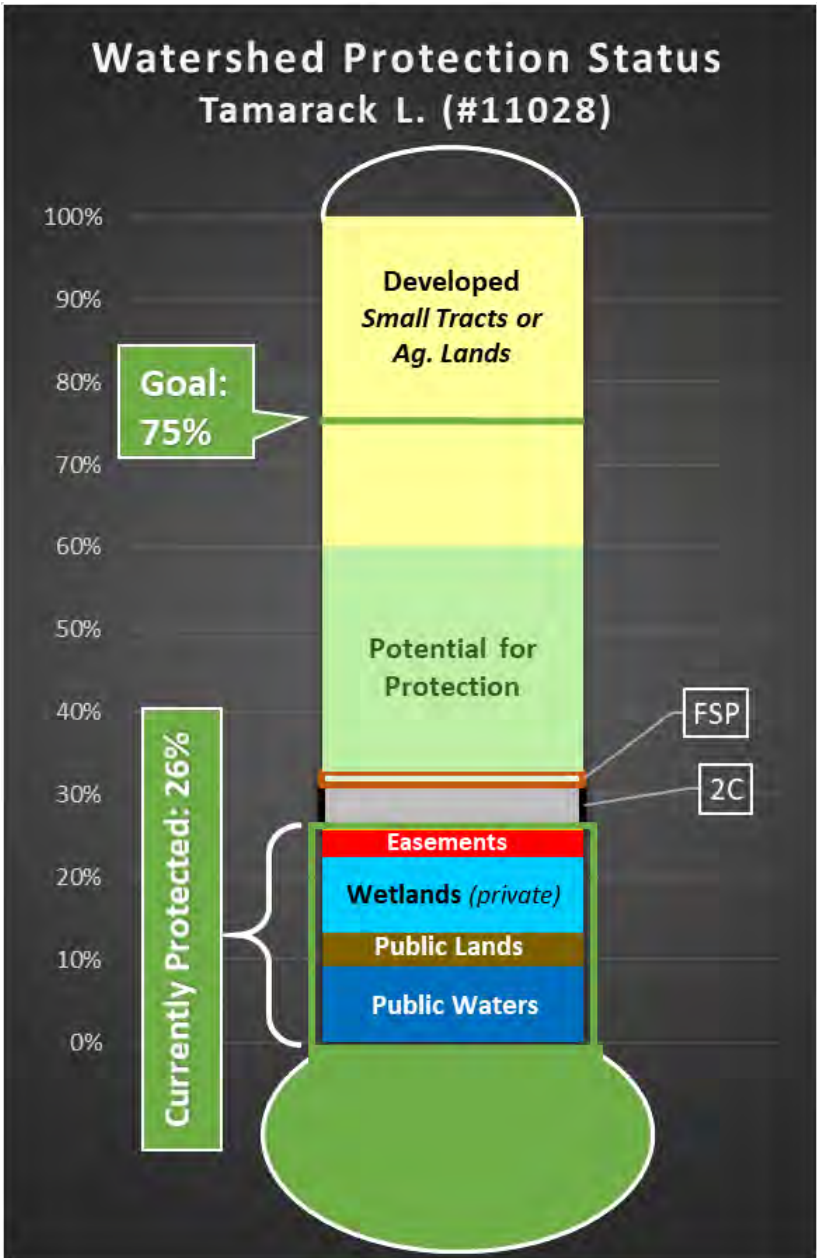 Watershed Protection Status
Tamarack L. (#11028)
100%
90%
80%
70%
60%
50%
40%
30%
20%
10%
0%
Developed
Small Tracts or
Ag. Lands
Goal:
75%
Potential for
Protection
FSP
2C
Currently Protected: 26%
Easements
Wetlands (private)
Public Lands
Public Waters